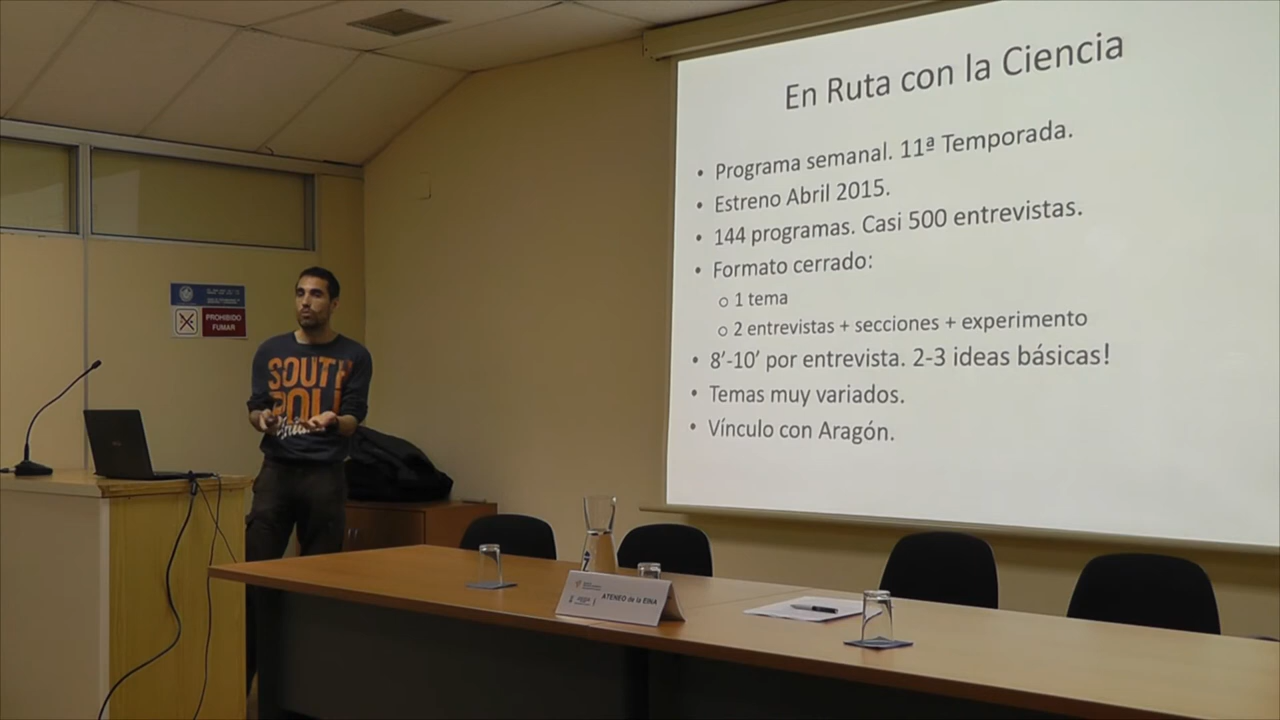 En Ruta con la Ciencia
• Programa semanal. 11ª Temporada.
• Estreno Abril 2015.
• 144 programas. Casi 500 entrevistas.
• Formato cerrado:
o 1 tema
o 2 entrevistas + secciones + experimento
• 8’-10’ por entrevista. 2-3 ideas básicas!
• Temas muy variados.
• Vínculo con Aragón.
PROHIBIDO
FUMAR
SOUTH
POLE
ATENEO de la EINA